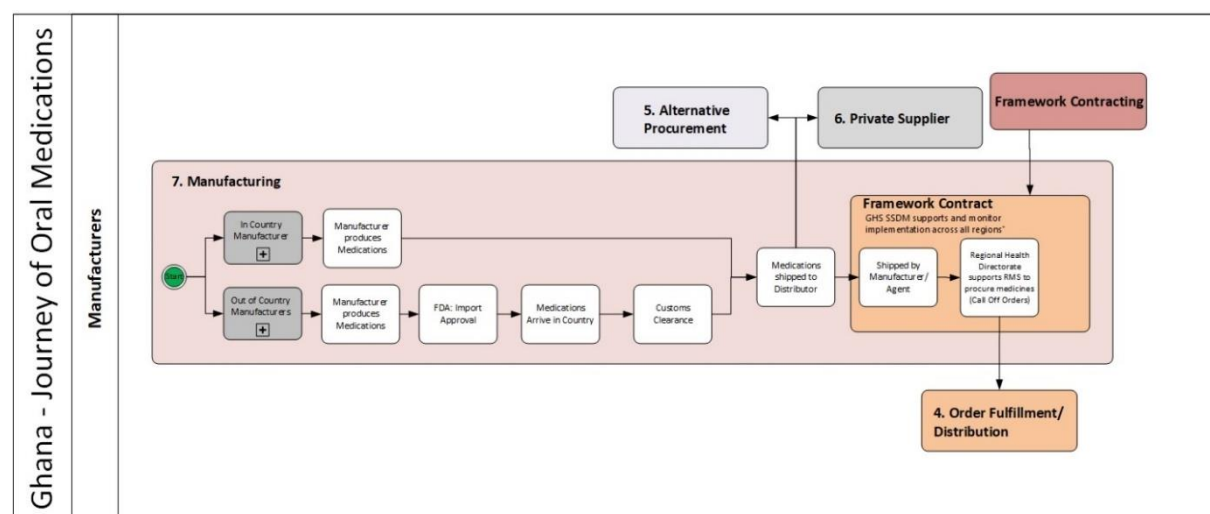 Ghana - Journey of Oral Medications
Manufacturers
5. Alternative
Procurement
6. Private Supplier
Framework Contracting
7. Manufacturing
Start
In Country
Manufacturer
Manufacturer
produces
Medications
Out of Country
Manufacturers
Manufacturer
produces
Medications
FDA: Import
Approval
Medications
Arrive in Country
Customs
Clearance
Medications
shipped to
Distributor
Framework Contract
GHS SSDM supports and monitor
implementation across all regions"
Shipped by
Manufacturer/
Agent
Regional Health
Directorate
supports RMS to
procure medicines
(Call Off Orders)
4. Order Fulfillment/
Distribution